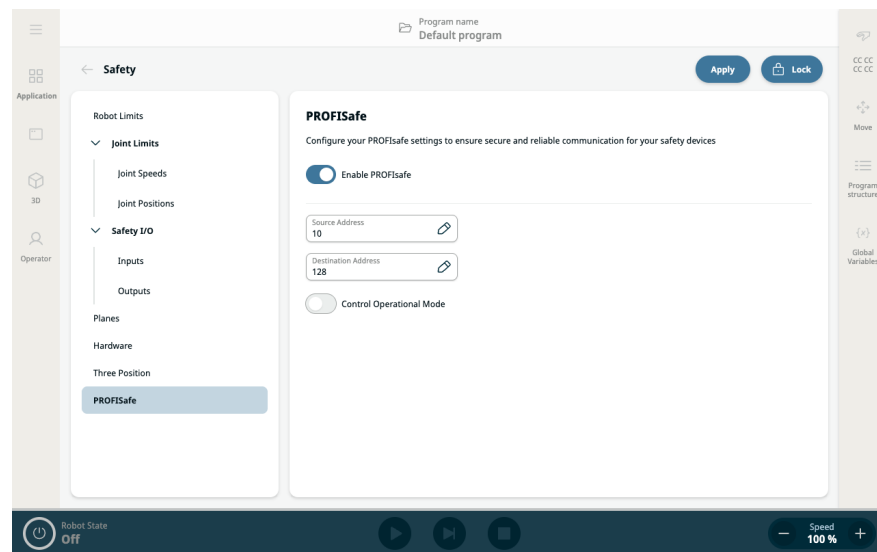 Program name
Default program
Application
3D
Operator
Safety
Apply
Lock
Robot Limits
Joint Limits
Joint Speeds
Joint Positions
Safety I/O
Inputs
Outputs
Planes
Hardware
Three Position
PROFISafe
PROFISafe
Configure your PROFIsafe settings to ensure secure and reliable communication for your safety devices
Enable PROFIsafe
Source Address
10
Destination Address
128
Control Operational Mode
CC CC
CC CC
Move
Program
structure
{×}
Global
Variables
Robot State
Off
Speed
100 %